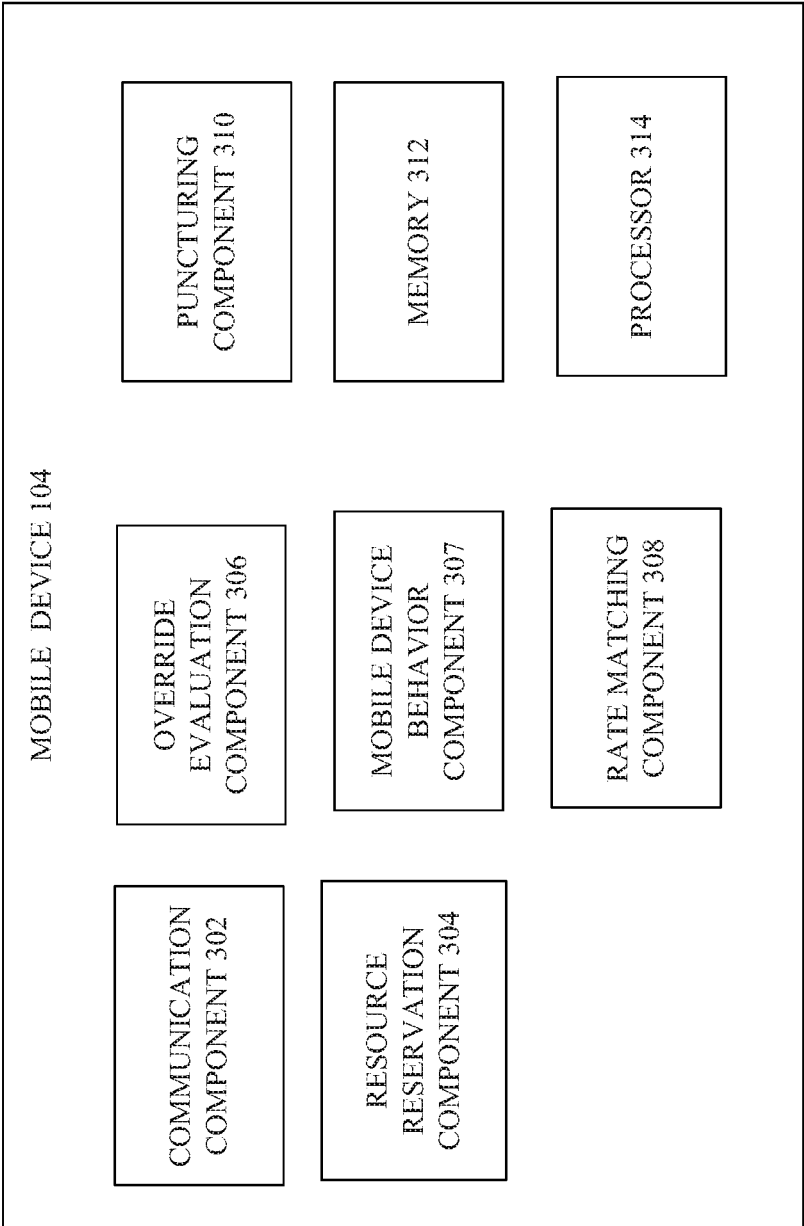 MOBILE DEVICE 104
COMMUNICATION
COMPONENT 302
RESOURCE
RESERVATION
COMPONENT 304
OVERRIDE
EVALUATION
COMPONENT 306
MOBILE DEVICE
BEHAVIOR
COMPONENT 307
RATE MATCHING
COMPONENT 308
PUNCTURING
COMPONENT 310
MEMORY 312
PROCESSOR 314